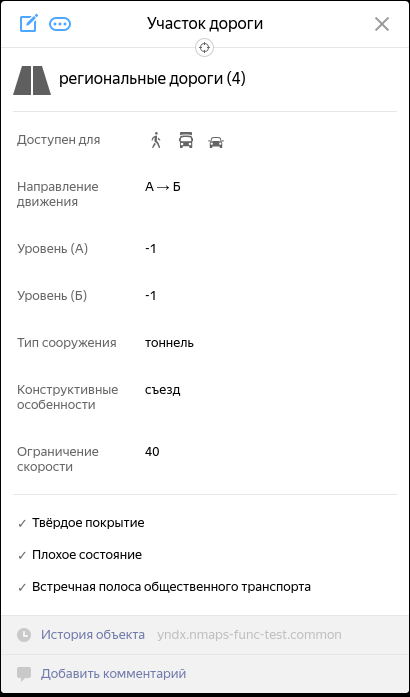 Участок дороги
региональные дороги (4)
Доступен для
Направление движения
А → Б
Уровень (А)
-1
Уровень (Б)
-1
Тип сооружения
тоннель
Конструктивные особенности
съезд
Ограничение скорости
40
✓ Твёрдое покрытие
✓ Плохое состояние
✓ Встречная полоса общественного транспорта
История объекта yndx.nmaps-func-test.common
Добавить комментарий